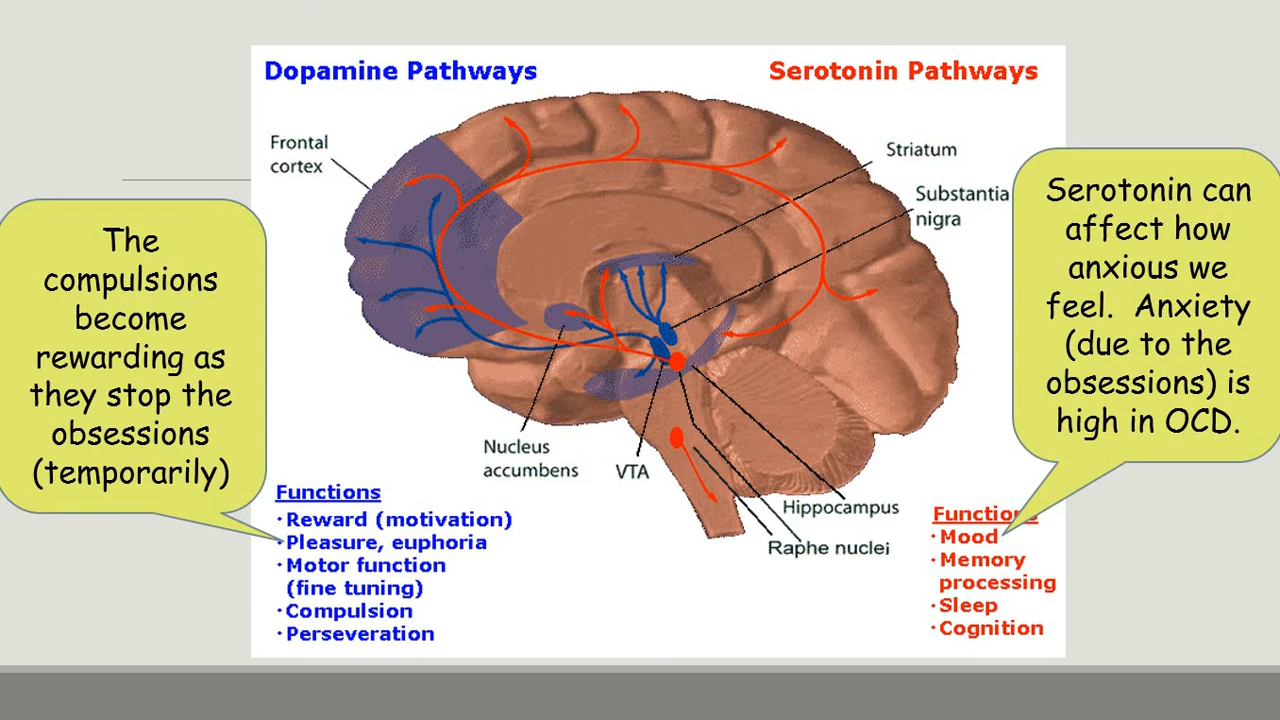 Dopamine Pathways
Serotonin Pathways
Frontal
cortex
Striatum
Substantia
nigra
The
compulsions
become
rewarding as
they stop the
obsessions
(temporarily)
Serotonin can
affect how
anxious we
feel. Anxiety
(due to the
obsessions) is
high in OCD.
Nucleus
accumbens
VTA
Hippocampus
Raphe nuclei
Functions
·Reward (motivation)
·Pleasure, euphoria
·Motor function
(fine tuning)
·Compulsion
·Perseveration
Functions
·Mood
·Memory
processing
·Sleep
·Cognition